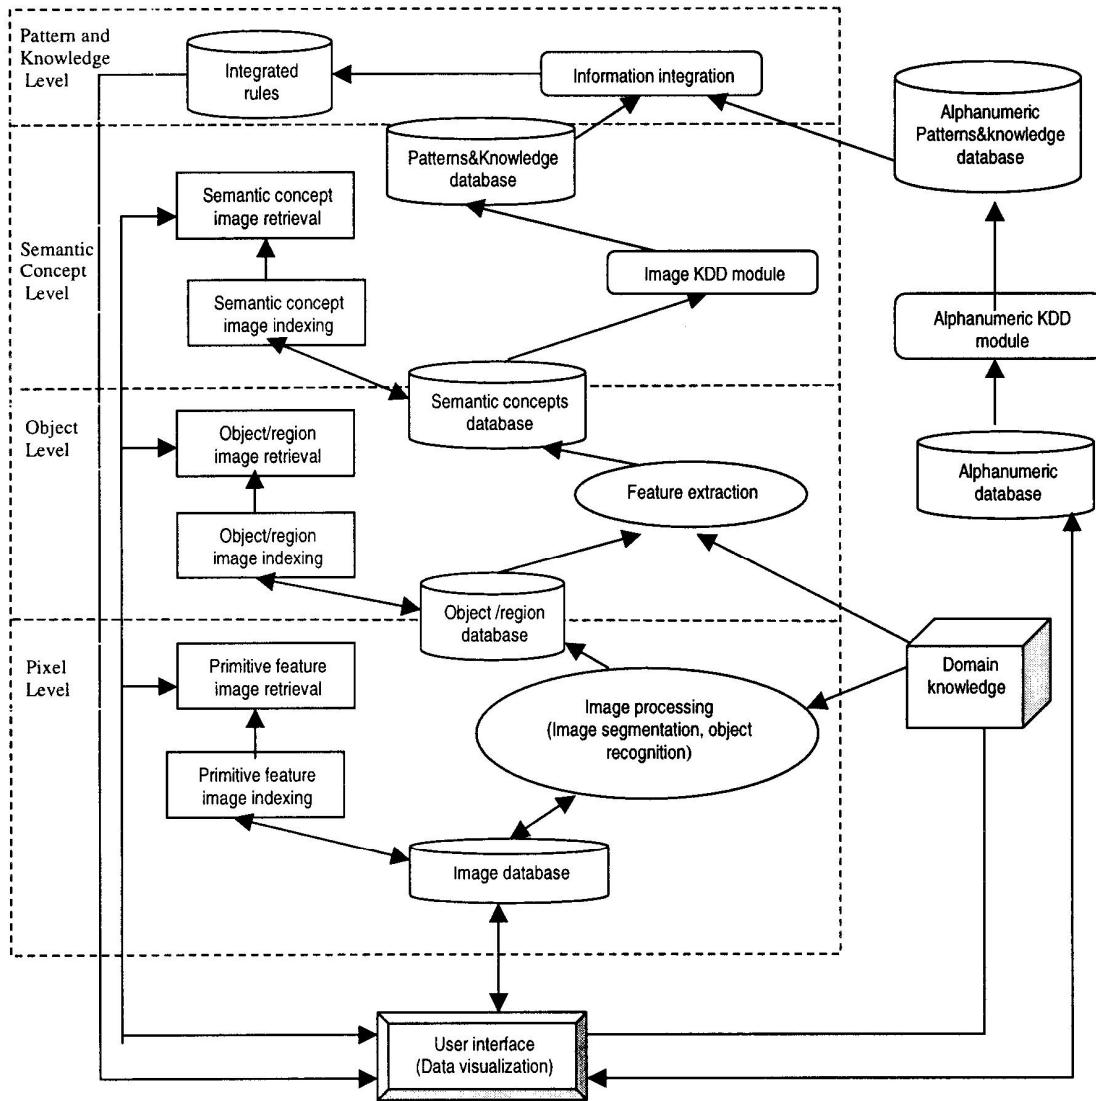 Pattern and
Knowledge
Level
Integrated
rules
Information integration
Alphanumeric
Patterns&knowledge
database
Patterns&Knowledge
database
Semantic concept
image retrieval
Semantic
Concept
Level
Image KDD module
Semantic concept
image indexing
Alphanumeric KDD
module
Semantic concepts
database
Object
Level
Object/region
image retrieval
Alphanumeric
database
Feature extraction
Object/region
image indexing
Object /region
database
Pixel
Level
Primitive feature
image retrieval
Domain
knowledge
Image processing
(Image segmentation, object
recognition)
Primitive feature
image indexing
Image database
User interface
(Data visualization)